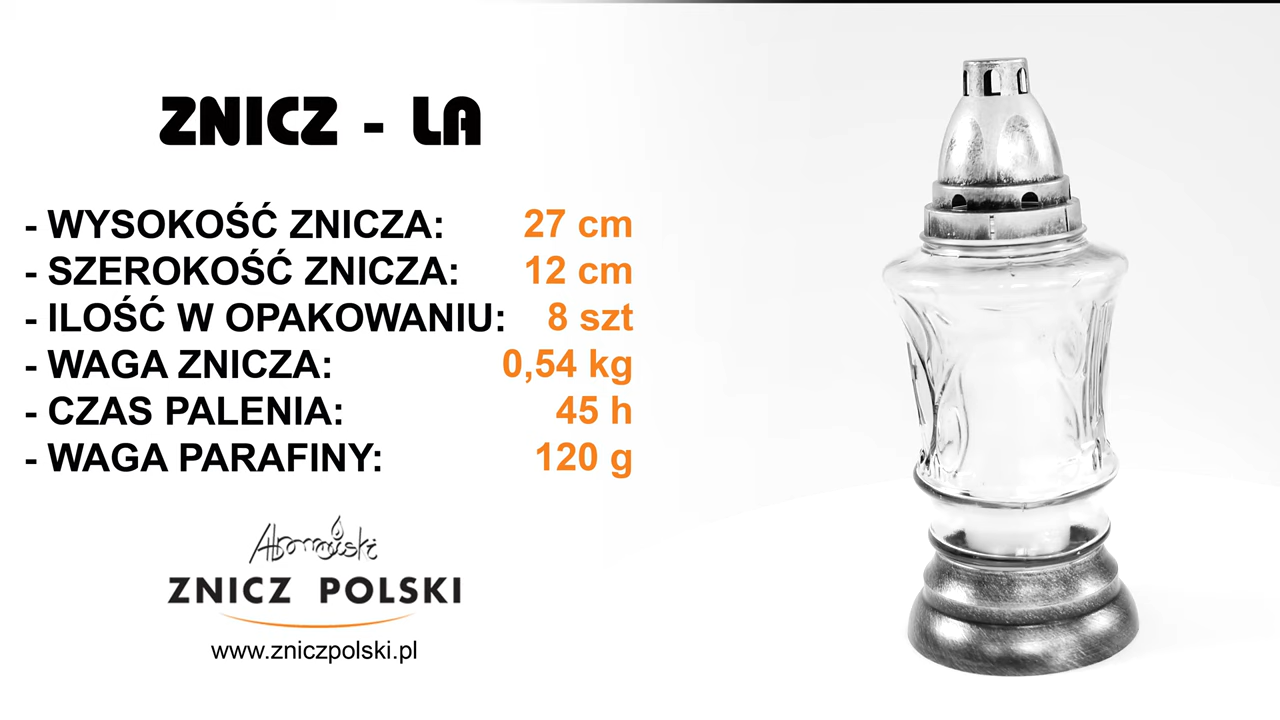 ZNICZ - LA
- WYSOKOŚĆ ZNICZA: 27 cm
- SZEROKOŚĆ ZNICZA: 12 cm
- ILOŚĆ W OPAKOWANIU: 8 szt
- WAGA ZNICZA: 0,54 kg
- CZAS PALENIA: 45 h
- WAGA PARAFINY: 120 g
ZNICZ POLSKI
www.zniczpolski.pl